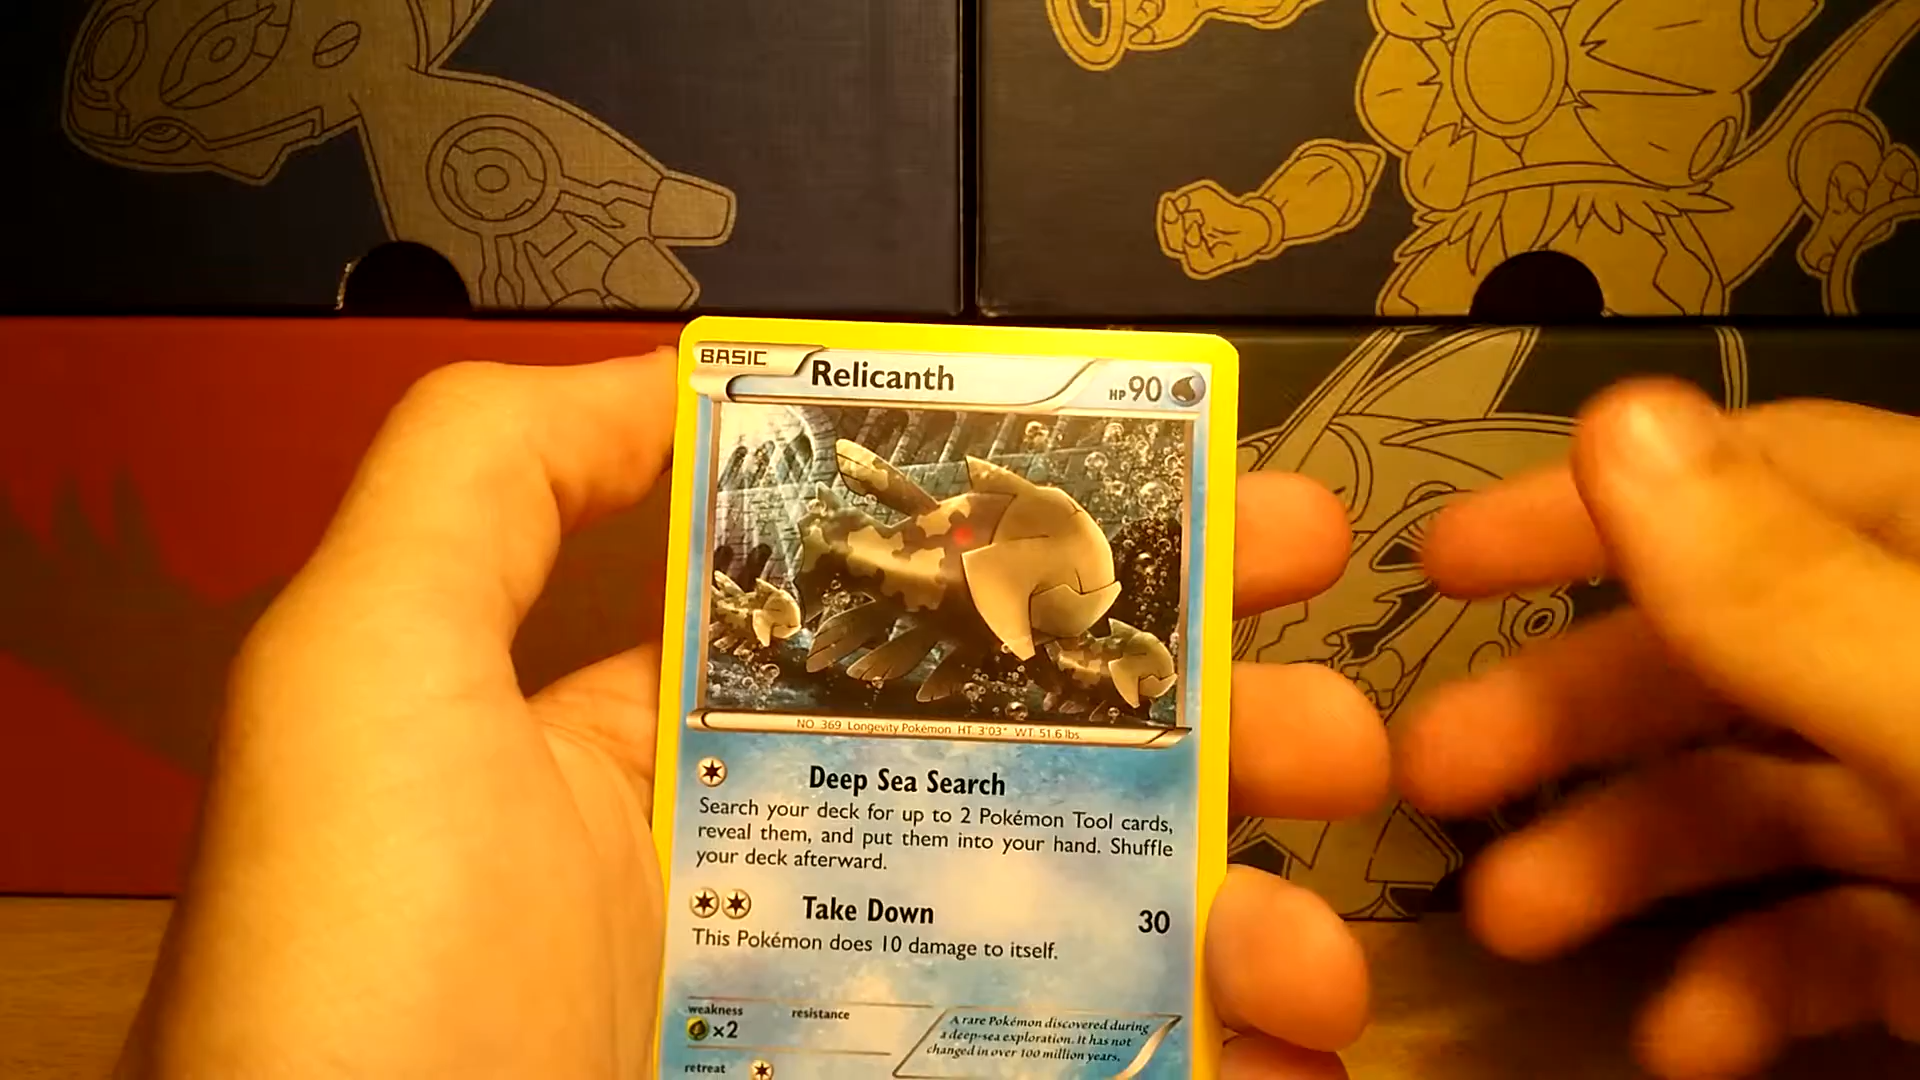 BASIC
Relicanth
HP 90
NO. 369 Longevity Pokémon HT 3'03" WT 51.6 lbs.
Deep Sea Search
Search your deck for up to 2 Pokémon Tool cards,
reveal them, and put them into your hand. Shuffle
your deck afterward.
Take Down 30
This Pokémon does 10 damage to itself.
weakness
×2
resistance
A rare Pokémon discovered during
a deep-sea exploration. It has not
changed in over 100 million years.
retreat